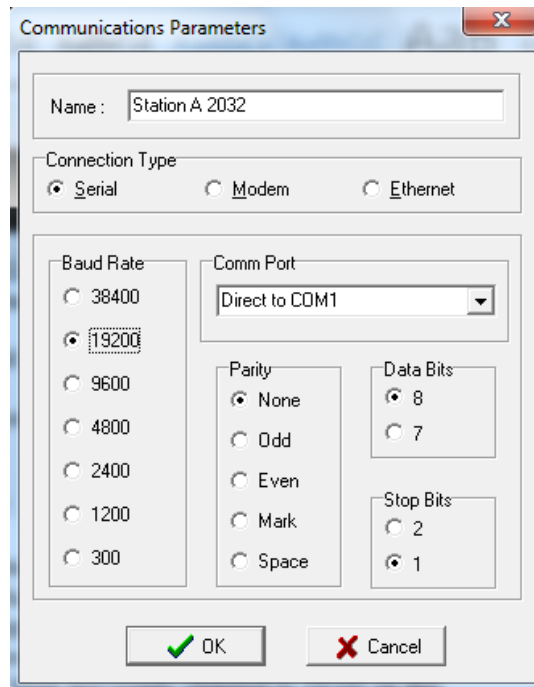 Communications Parameters
Name : Station A 2032
Connection Type
Serial Modem Ethernet
Baud Rate
38400
19200
9600
4800
2400
1200
300
Comm Port
Direct to COM1
Parity
None
Odd
Even
Mark
Space
Data Bits
8
7
Stop Bits
2
1
OK Cancel